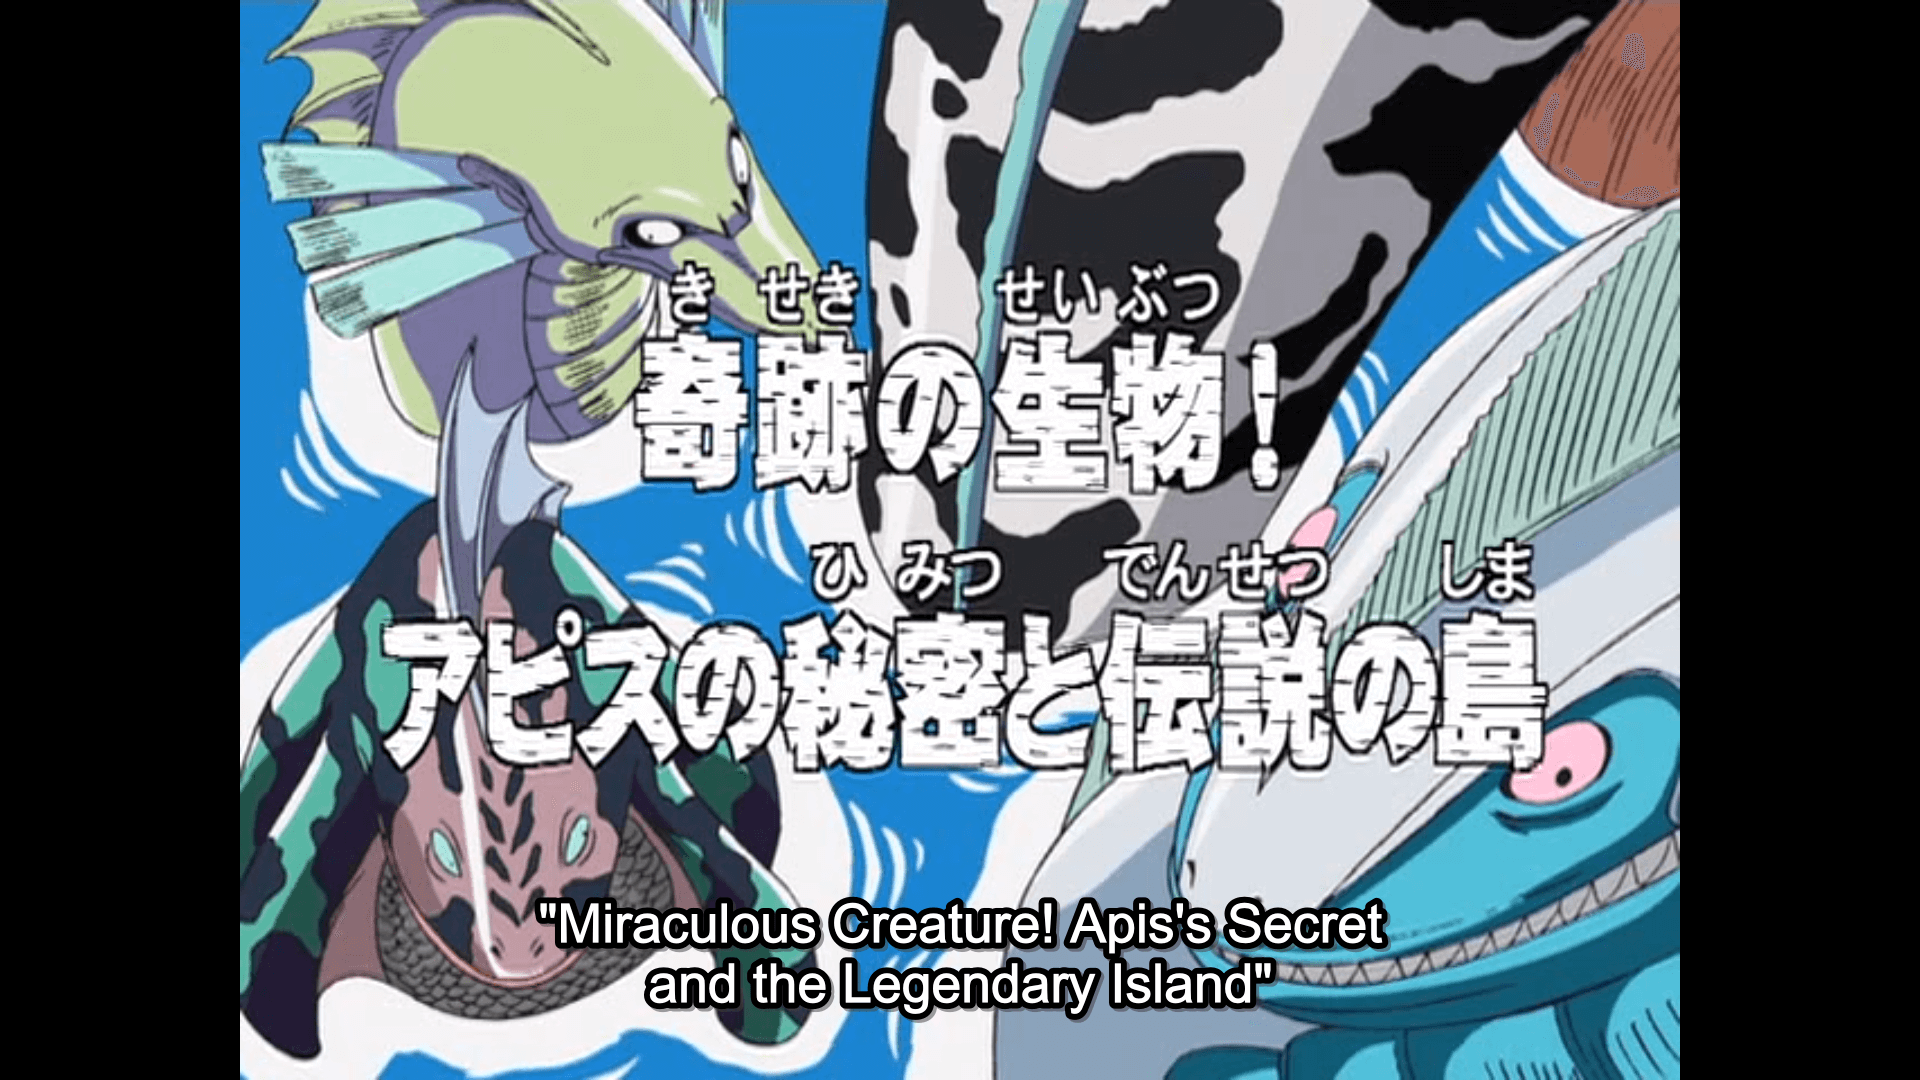 き せき せい ぶつ
奇跡の生物!
ひ みつ でん せつ しま
アピスの秘密と伝説の島
"Miraculous Creature! Apis's Secret
and the Legendary Island"